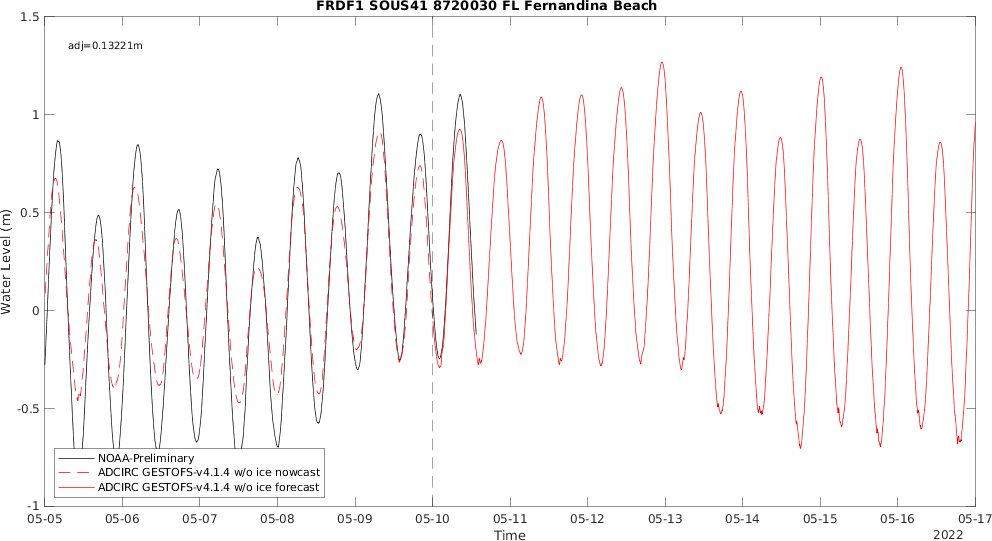 FRDF1 SOUS41 8720030 FL Fernandina Beach
adj=0.13221m
Water Level (m)
1.5
1
0.5
0
-0.5
-1
NOAA-Preliminary
ADCIRC GESTOFS-v4.1.4 w/o ice nowcast
ADCIRC GESTOFS-v4.1.4 w/o ice forecast
05-05 05-06 05-07 05-08 05-09 05-10 05-11 05-12 05-13 05-14 05-15 05-16 05-17
Time
2022